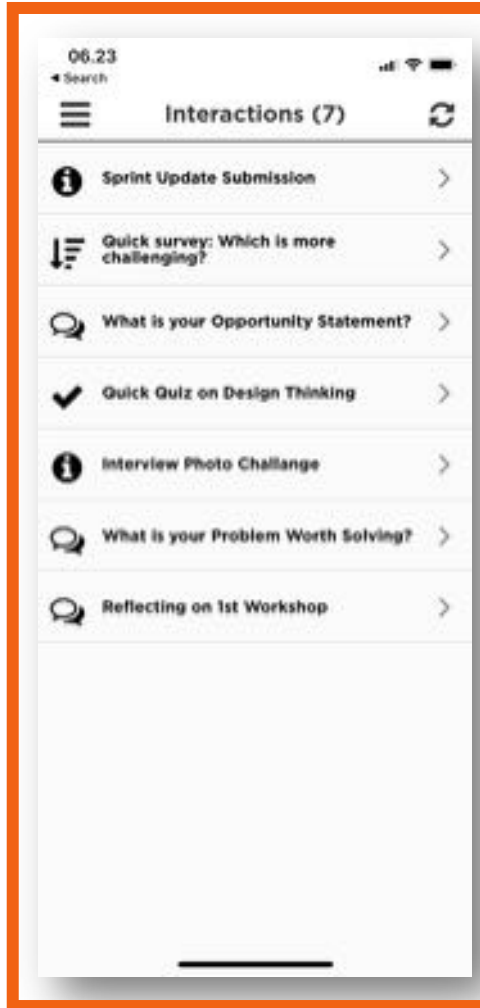 06.23
◂ Search
Interactions (7)
Sprint Update Submission
Quick survey: Which is more
challenging?
What is your Opportunity Statement?
Quick Quiz on Design Thinking
Interview Photo Challange
What is your Problem Worth Solving?
Reflecting on 1st Workshop